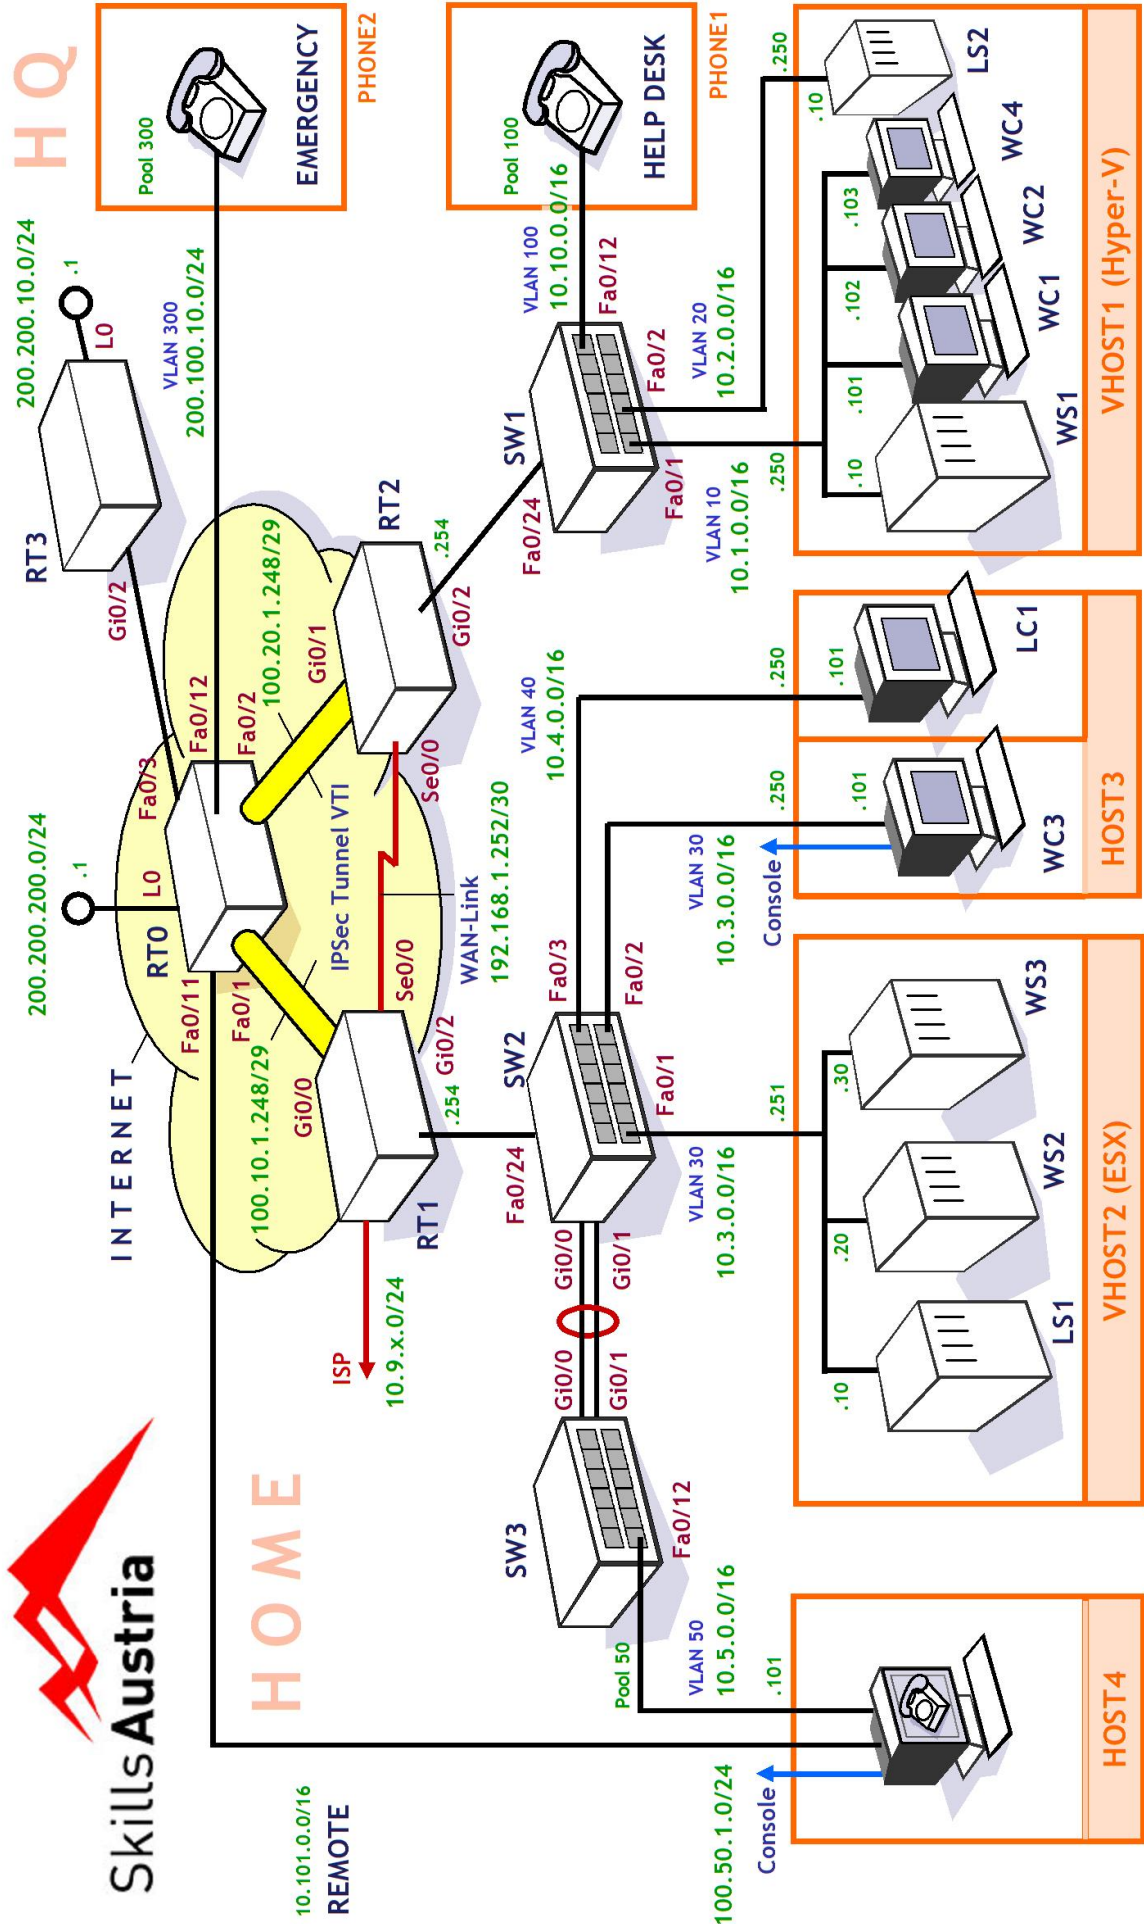 SkillsAustria
H O M E
H Q
10.101.0.0/16
REMOTE
I N T E R N E T
200.200.200.0/24
.1
L0
RT0
Fa0/11
Fa0/1
Fa0/3
Fa0/12
Fa0/2
RT3
Gi0/2
200.200.10.0/24
.1
L0
VLAN 300
200.100.10.0/24
Pool 300
EMERGENCY
PHONE2
100.10.1.248/29
Gi0/0
IPSec Tunnel VTI
100.20.1.248/29
Gi0/1
RT2
ISP
10.9.x.0/24
RT1
.254
Gi0/2
Se0/0
WAN-Link
192.168.1.252/30
Se0/0
Gi0/2
.254
Pool 100
HELP DESK
PHONE1
VLAN 100
10.10.0.0/16
Fa0/12
SW3
Gi0/0
Gi0/1
Gi0/0
Gi0/1
Fa0/24
SW2
Fa0/3
Fa0/2
Fa0/1
Fa0/24
SW1
Fa0/2
Fa0/1
Fa0/12
Pool 50
VLAN 50
10.5.0.0/16
.101
100.50.1.0/24
Console
HOST4
VLAN 30
10.3.0.0/16
.251
.10
.20
.30
LS1
WS2
WS3
VHOST2 (ESX)
VLAN 30
10.3.0.0/16
Console
.250
.101
WC3
VLAN 40
10.4.0.0/16
.250
.101
LC1
HOST3
VLAN 10
10.1.0.0/16
.250
VLAN 20
10.2.0.0/16
.250
.10
.101
.102
.103
.10
WS1
WC1
WC2
WC4
LS2
VHOST1 (Hyper-V)